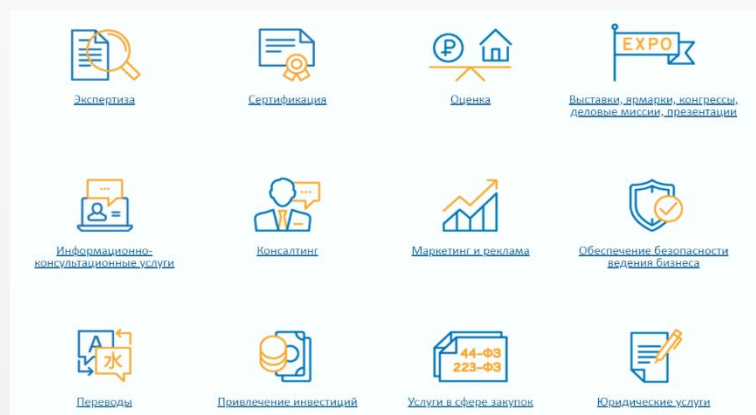 EXPO
Экспертиза
Сертификация
Оценка
Выставки, ярмарки, конгрессы,
деловые миссии, презентации
Информационно-
консультационные услуги
Консалтинг
Маркетинг и реклама
Обеспечение безопасности
ведения бизнеса
A
水
44-ФЗ
223-ФЗ
Переводы
Привлечение инвестиций
Услуги в сфере закупок
Юридические услуги